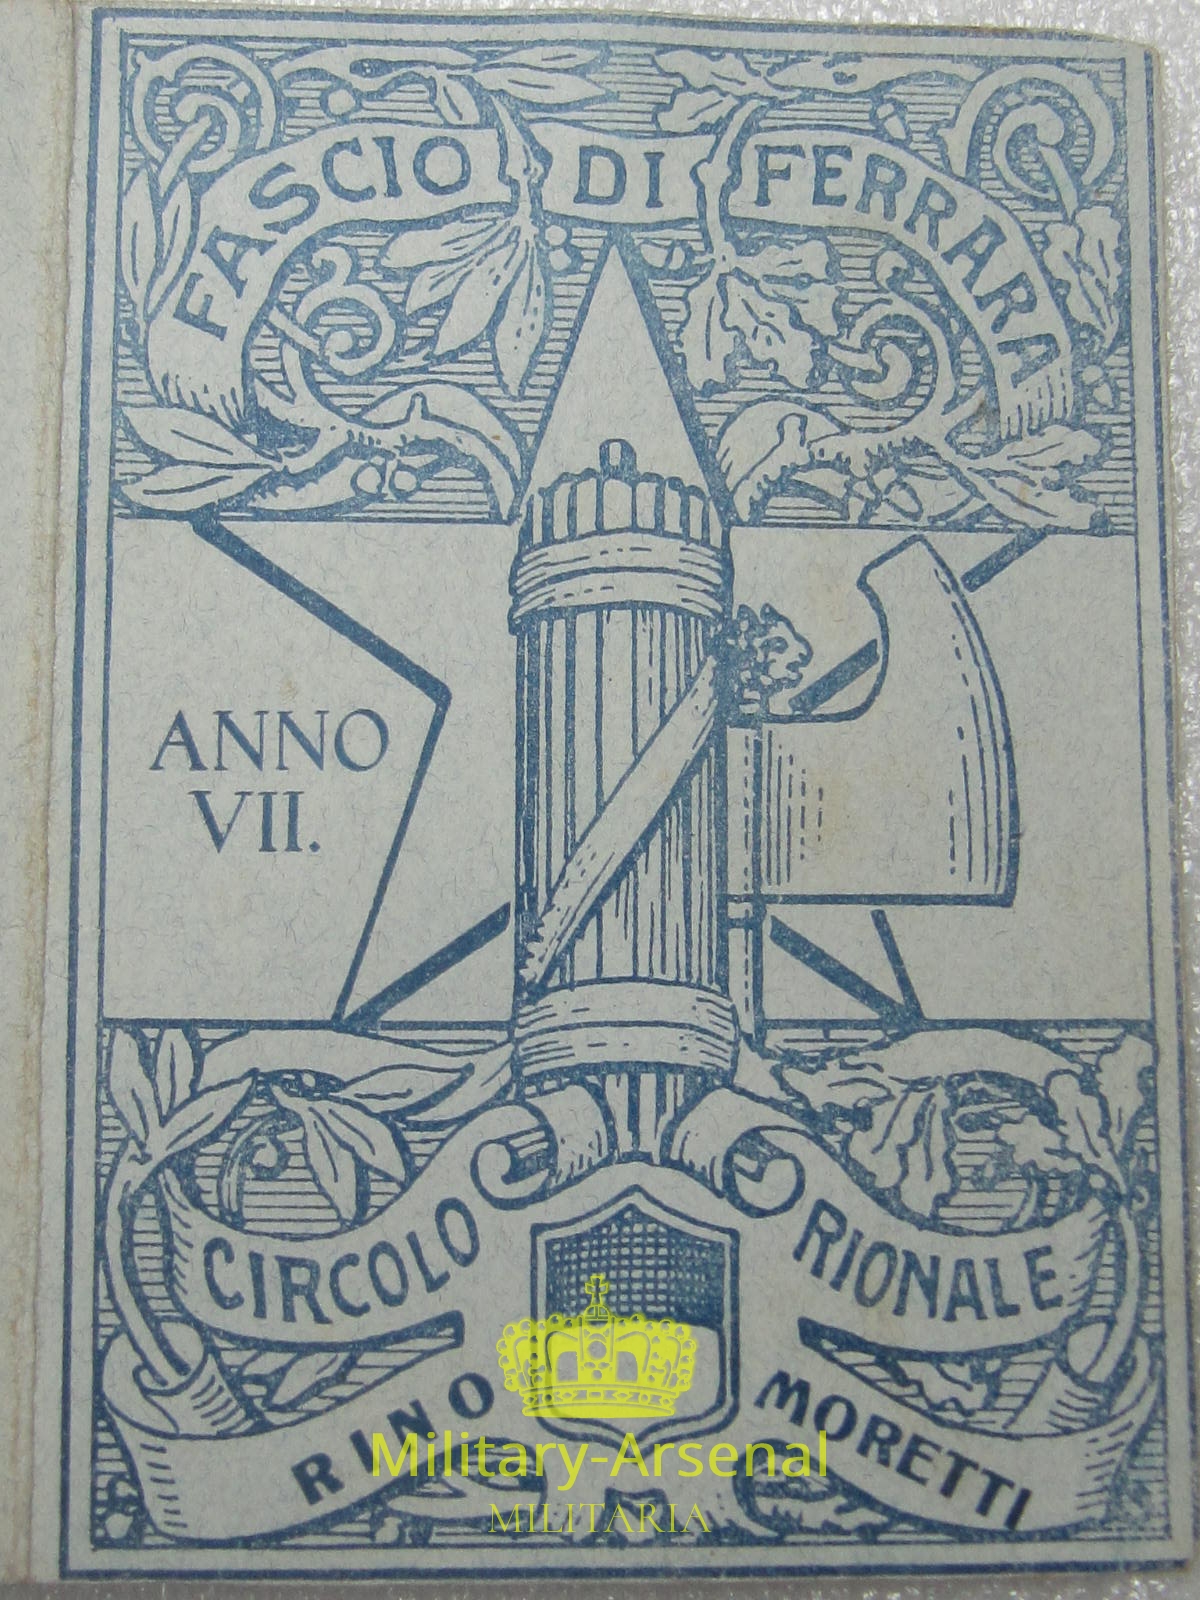 FASCIO DI FERRARA
ANNO
VII.
CIRCOLO RIONALE
RINO MORETTI
Military-Arsenal
MILITARIA